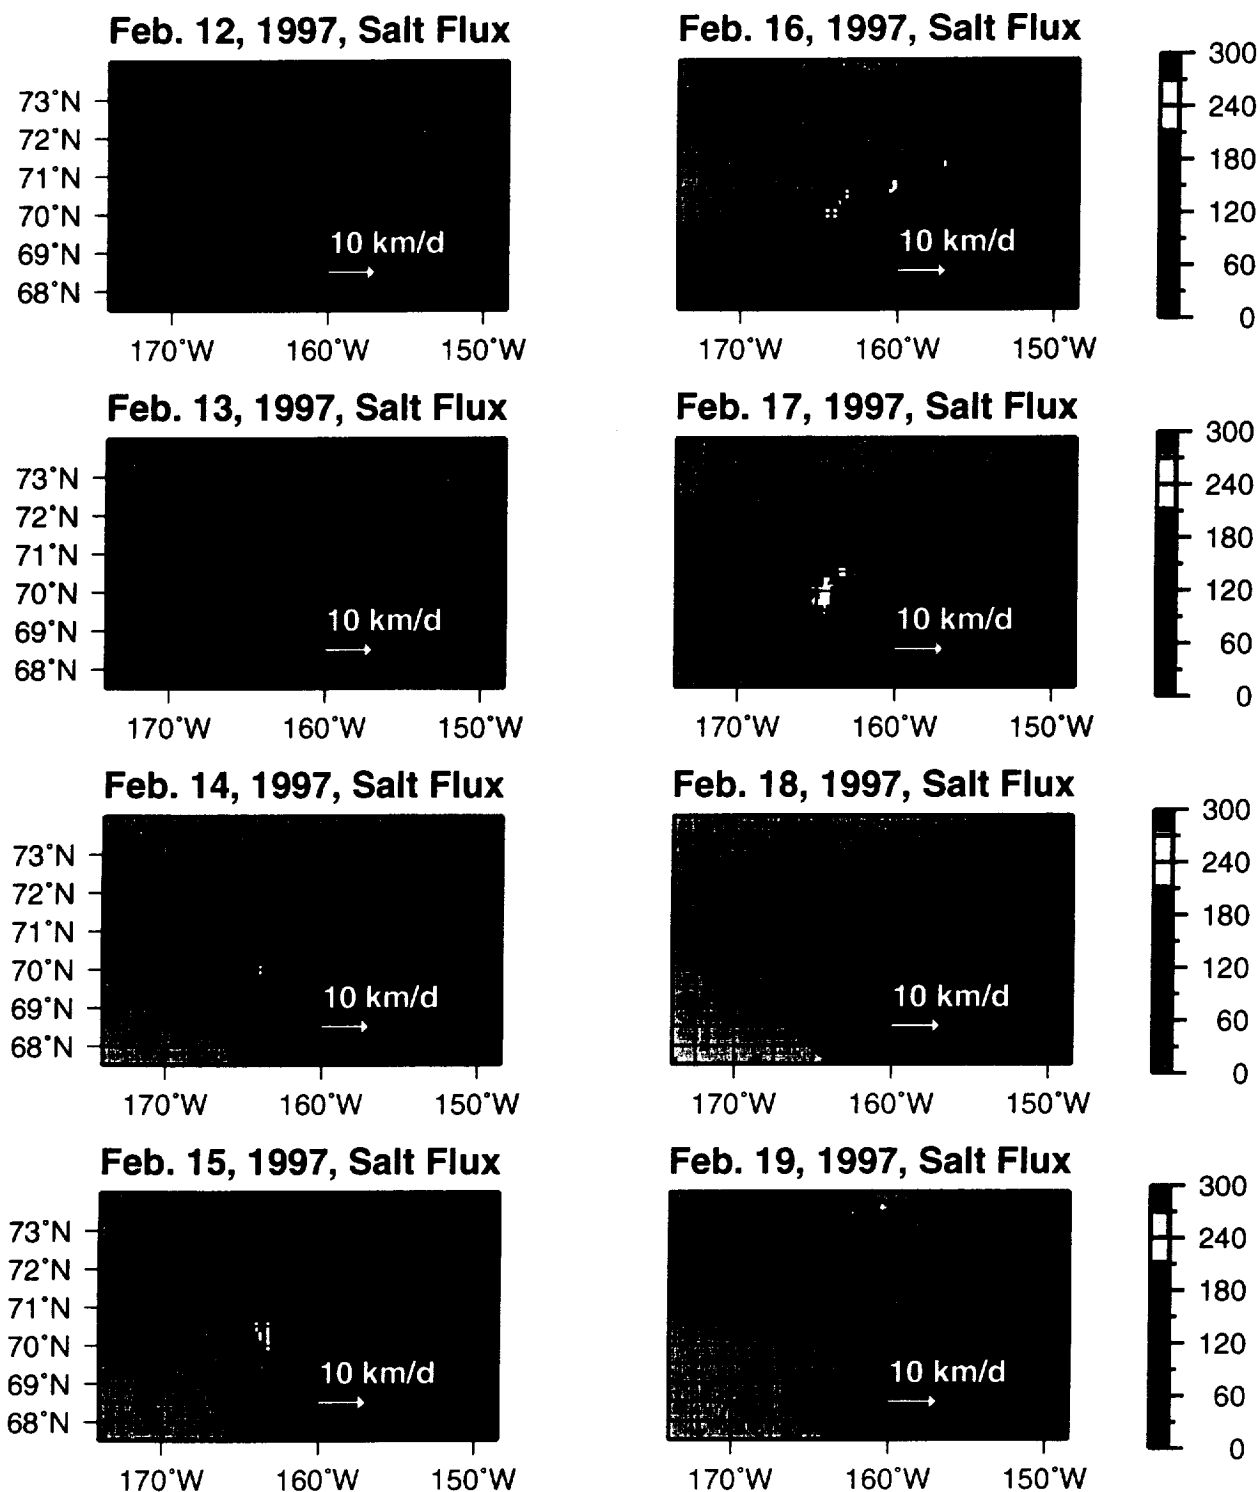 Feb. 12, 1997, Salt Flux
73°N
72°N
71°N
70°N
69°N
68°N
10 km/d
170°W 160°W 150°W
Feb. 16, 1997, Salt Flux
10 km/d
170°W 160°W 150°W
300
240
180
120
60
0
Feb. 13, 1997, Salt Flux
73°N
72°N
71°N
70°N
69°N
68°N
10 km/d
170°W 160°W 150°W
Feb. 17, 1997, Salt Flux
10 km/d
170°W 160°W 150°W
300
240
180
120
60
0
Feb. 14, 1997, Salt Flux
73°N
72°N
71°N
70°N
69°N
68°N
10 km/d
170°W 160°W 150°W
Feb. 18, 1997, Salt Flux
10 km/d
170°W 160°W 150°W
300
240
180
120
60
0
Feb. 15, 1997, Salt Flux
73°N
72°N
71°N
70°N
69°N
68°N
10 km/d
170°W 160°W 150°W
Feb. 19, 1997, Salt Flux
10 km/d
170°W 160°W 150°W
300
240
180
120
60
0